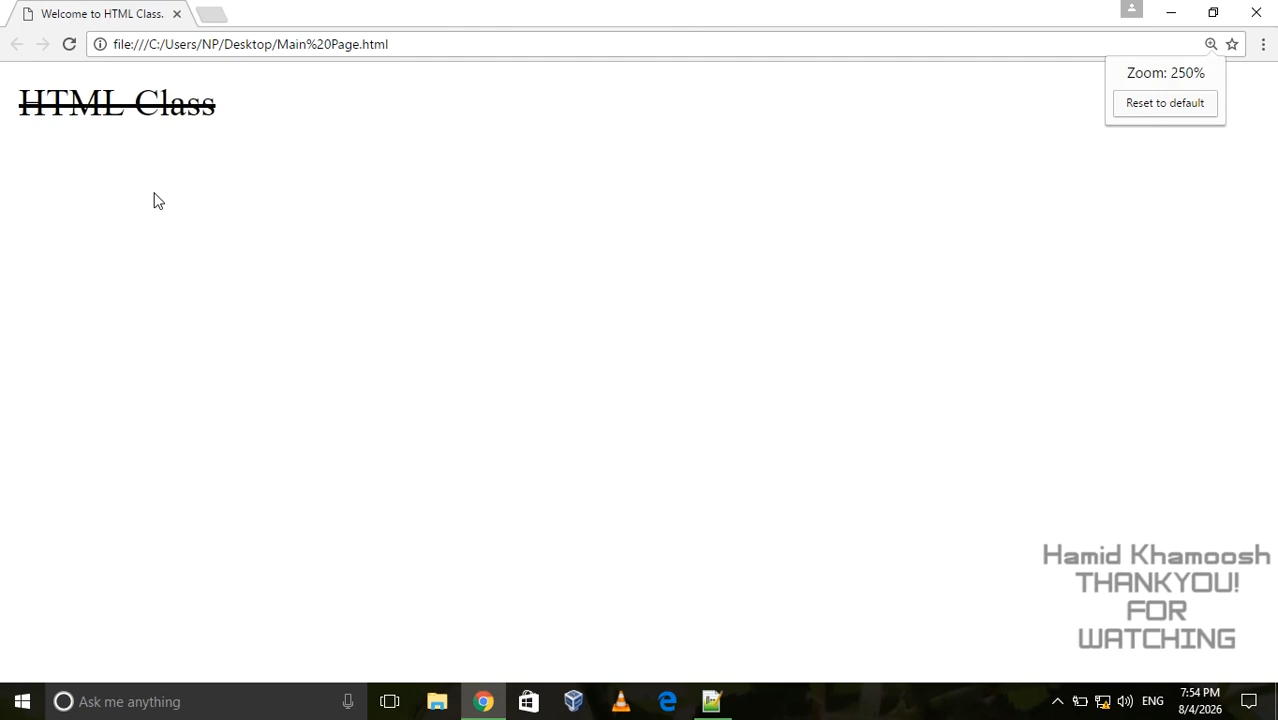 Welcome to HTML Class.
file:///C:/Users/NP/Desktop/Main%20Page.html
Zoom: 250%
Reset to default
HTML Class
Hamid Khamoosh
THANKYOU!
FOR
WATCHING
Ask me anything
ENG
7:54 PM
8/4/2026